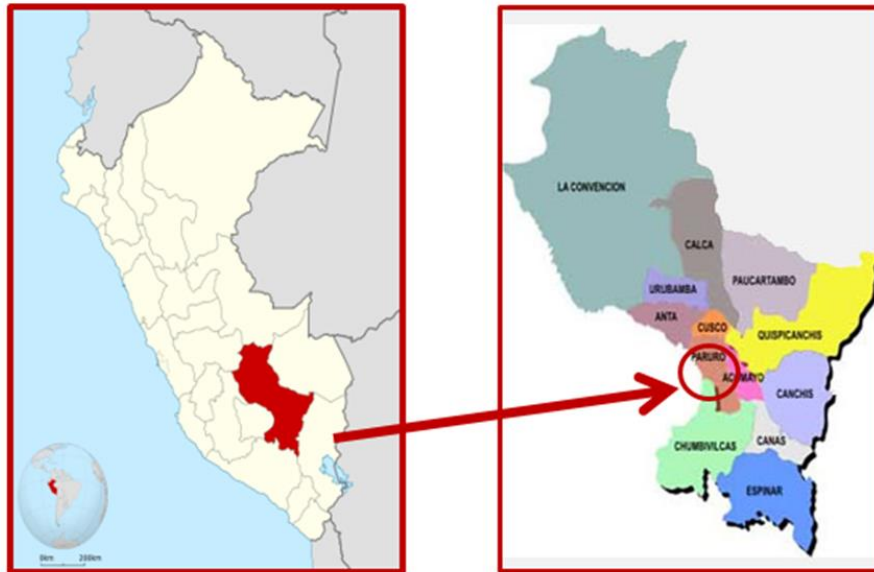 0km 200km
LA CONVENCION
CALCA
PAUCARTAMBO
URUBAMBA
ANTA
CUSCO
QUISPICANCHIS
PARURO
ACOMAYO
CANCHIS
CHUMBIVILCAS
CANAS
ESPINAR